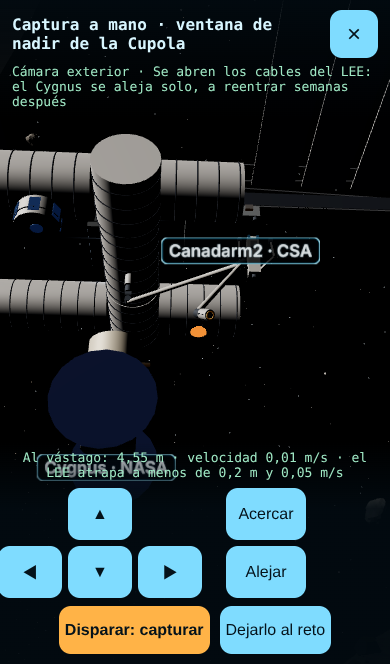 Captura a mano · ventana de
nadir de la Cupola
×
Cámara exterior · Se abren los cables del LEE:
el Cygnus se aleja solo, a reentrar semanas
después
Canadarm2 · CSA
Al vástago: 4,55 m · velocidad 0,01 m/s · el
LEE atrapa a menos de 0,2 m y 0,05 m/s
Cygnus · NASA
▲
Acercar
◀ ▼ ▶
Alejar
Disparar: capturar
Dejarlo al reto